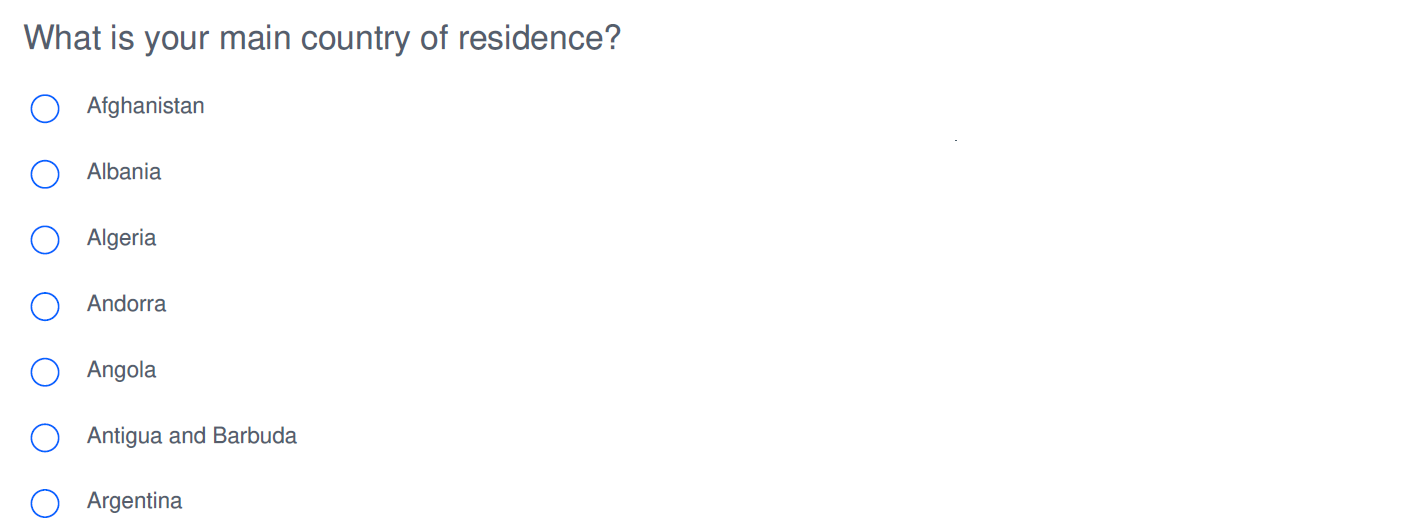 What is your main country of residence?
Afghanistan
Albania
Algeria
Andorra
Angola
Antigua and Barbuda
Argentina